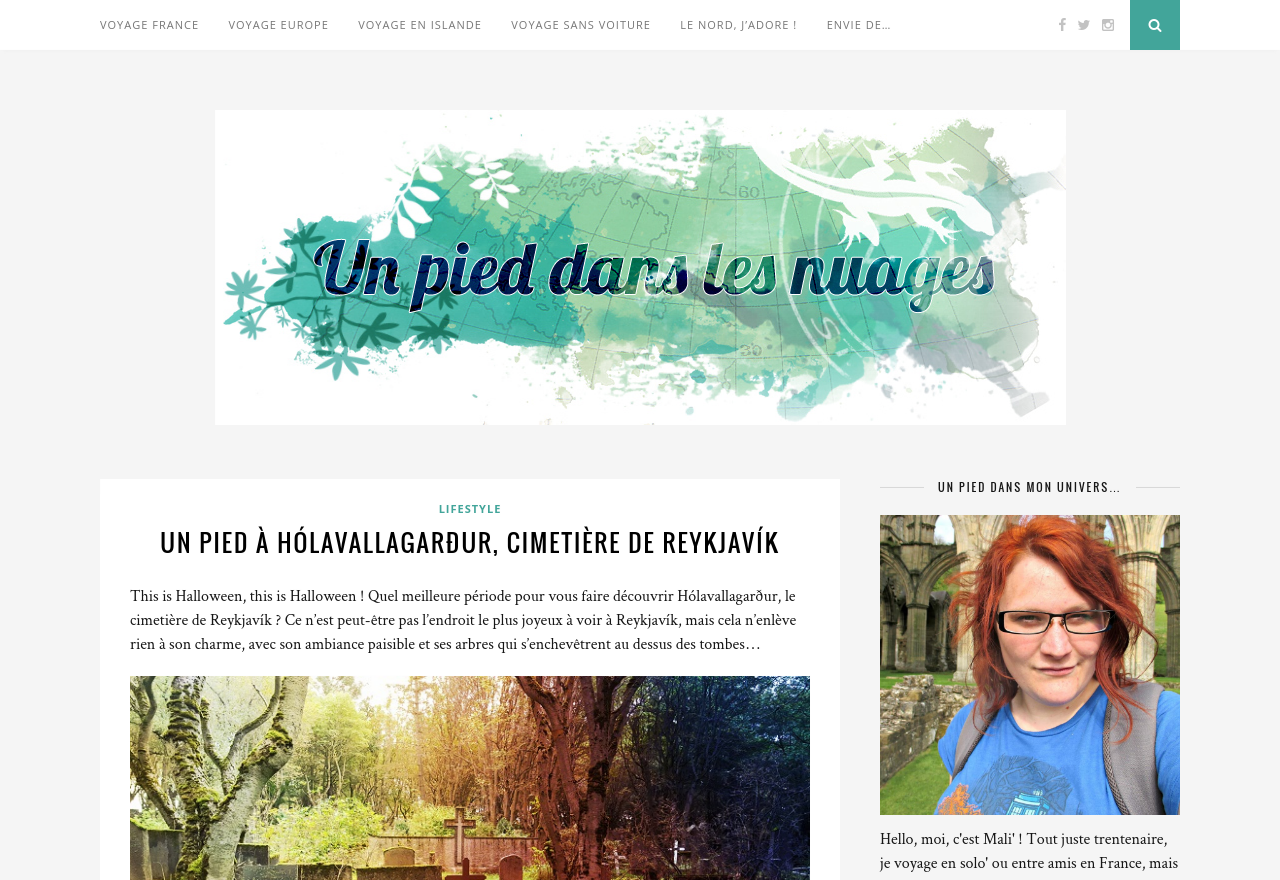 VOYAGE FRANCE VOYAGE EUROPE VOYAGE EN ISLANDE VOYAGE SANS VOITURE LE NORD, J’ADORE ! ENVIE DE…
60
Un pied dans les nuages
30
UN PIED DANS MON UNIVERS...
LIFESTYLE
UN PIED À HÓLAVALLAGARÐUR, CIMETIÈRE DE REYKJAVÍK
This is Halloween, this is Halloween ! Quel meilleure période pour vous faire découvrir Hólavallagarður, le
cimetière de Reykjavík ? Ce n’est peut-être pas l’endroit le plus joyeux à voir à Reykjavík, mais cela n’enlève
rien à son charme, avec son ambiance paisible et ses arbres qui s’enchevêtrent au dessus des tombes…
Hello, moi, c'est Mali' ! Tout juste trentenaire,
je voyage en solo' ou entre amis en France, mais